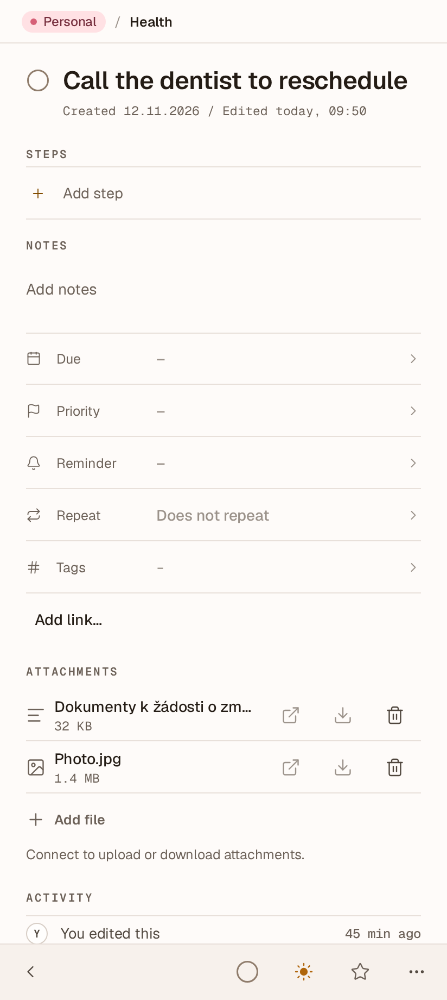 Personal / Health
Call the dentist to reschedule
Created 12.11.2026 / Edited today, 09:50
STEPS
+ Add step
NOTES
Add notes
Due –
Priority –
Reminder –
Repeat Does not repeat
Tags –
Add link...
ATTACHMENTS
Dokumenty k žádosti o zm...
32 KB
Photo.jpg
1.4 MB
+ Add file
Connect to upload or download attachments.
ACTIVITY
Y You edited this 45 min ago